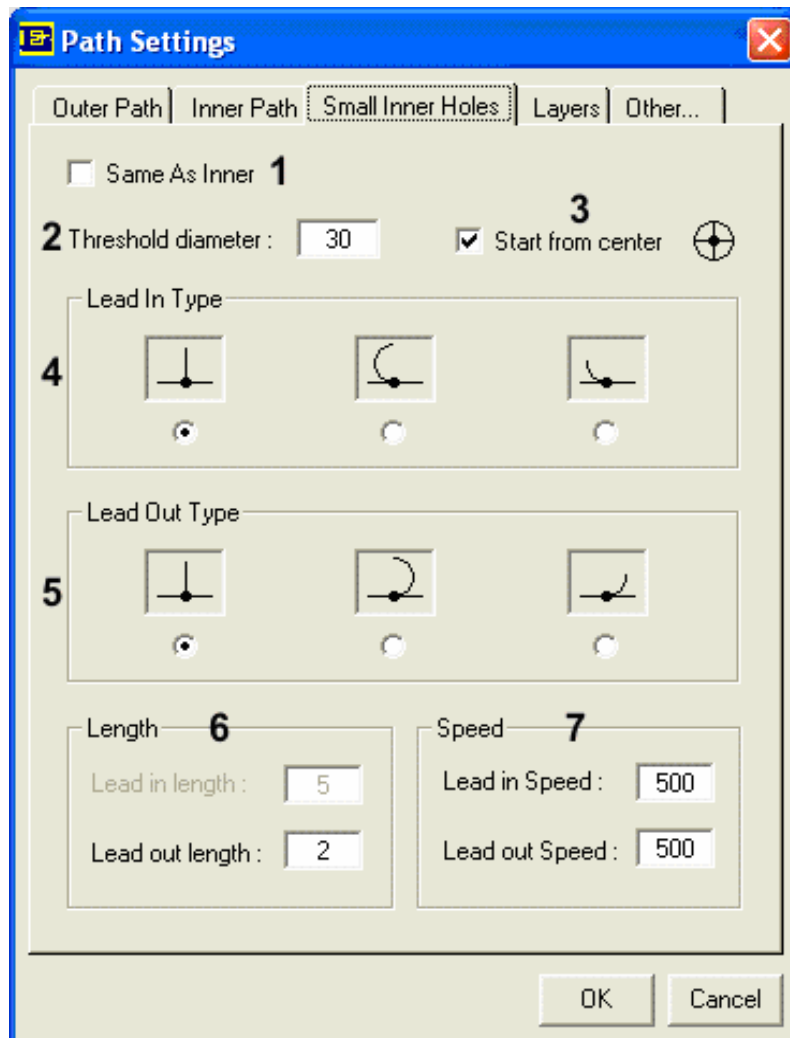 Path Settings
Outer Path Inner Path Small Inner Holes Layers Other...
Same As Inner 1
3
2 Threshold diameter : 30 Start from center
Lead In Type
4
Lead Out Type
5
Length 6 Speed 7
Lead in length : 5 Lead in Speed : 500
Lead out length : 2 Lead out Speed : 500
OK Cancel